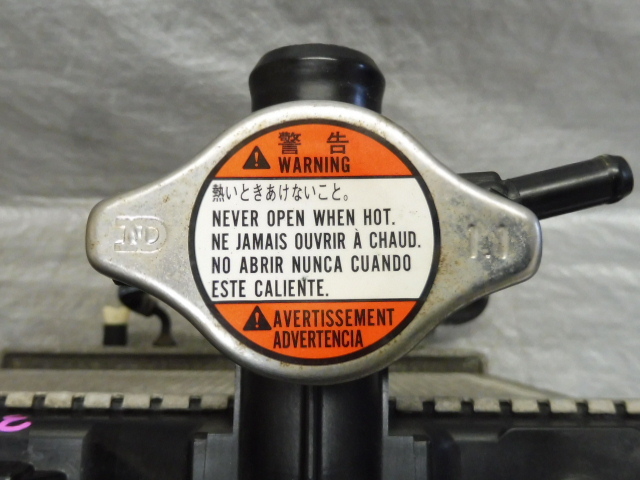 警告
WARNING
熱いときあけないこと。
NEVER OPEN WHEN HOT.
NE JAMAIS OUVRIR À CHAUD.
NO ABRIR NUNCA CUANDO
ESTE CALIENTE.
AVERTISSEMENT
ADVERTENCIA
ND
1.1
2